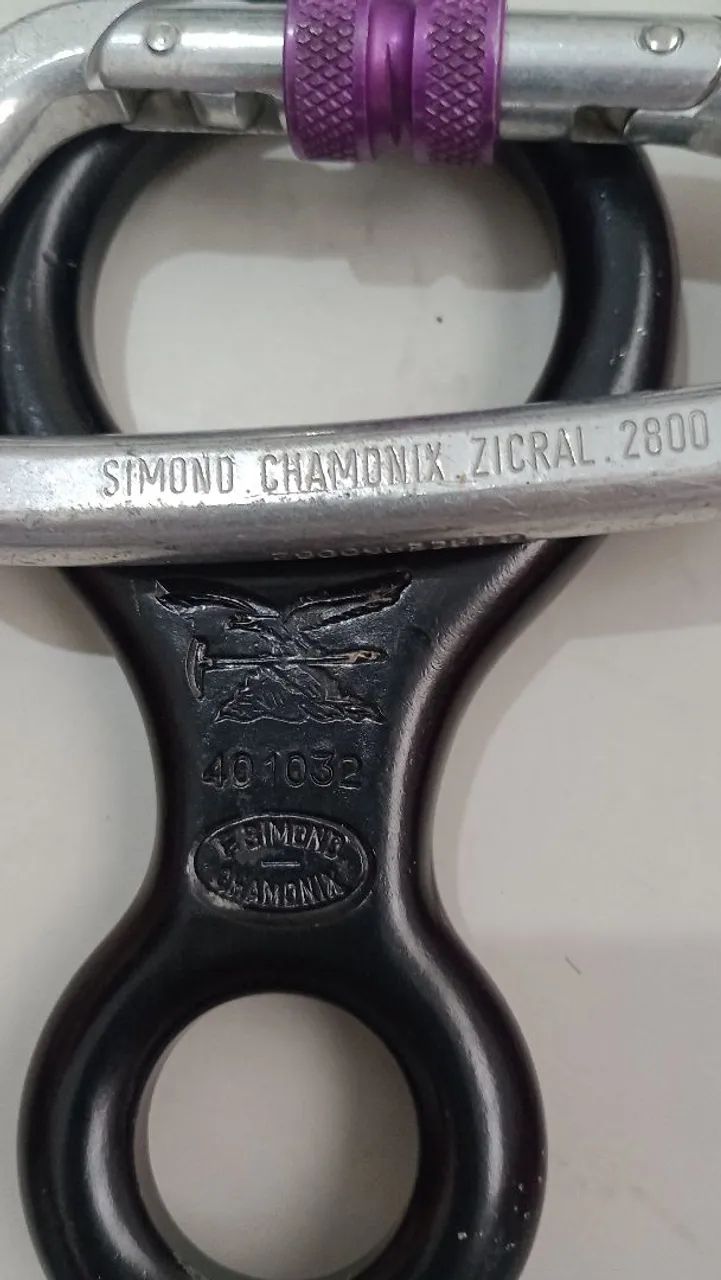 SIMOND CHAMONIX ZICRAL. 2800
401032
F SIMOND
CHAMONIX